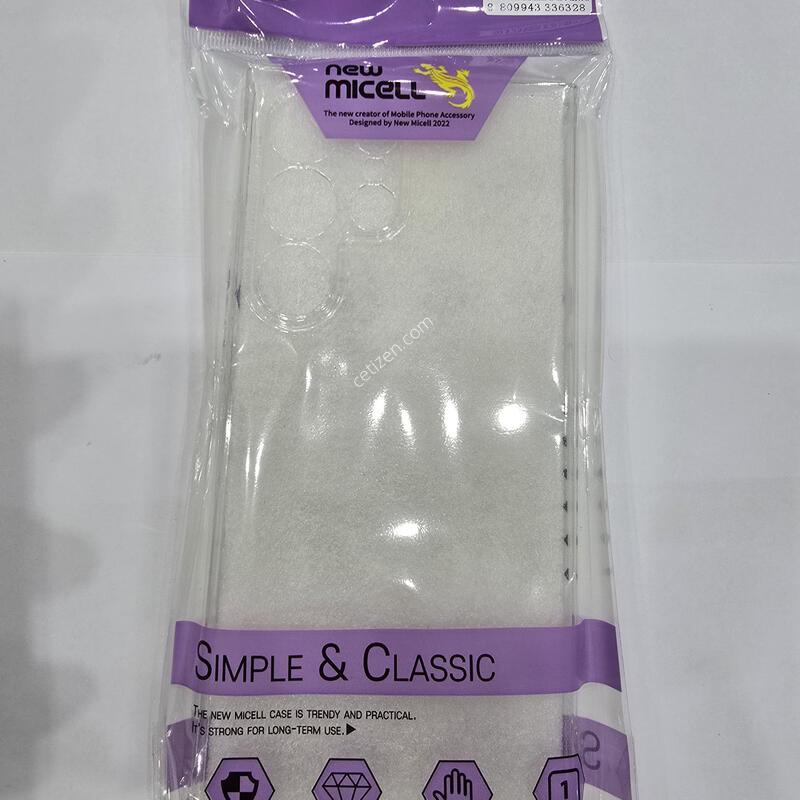 8 809943 336328
new
micell
The new creator of Mobile Phone Accessory
Designed by New Micell 2022
cetizen.com
SIMPLE & CLASSIC
THE NEW MICELL CASE IS TRENDY AND PRACTICAL.
IT'S STRONG FOR LONG-TERM USE.▶
1
S